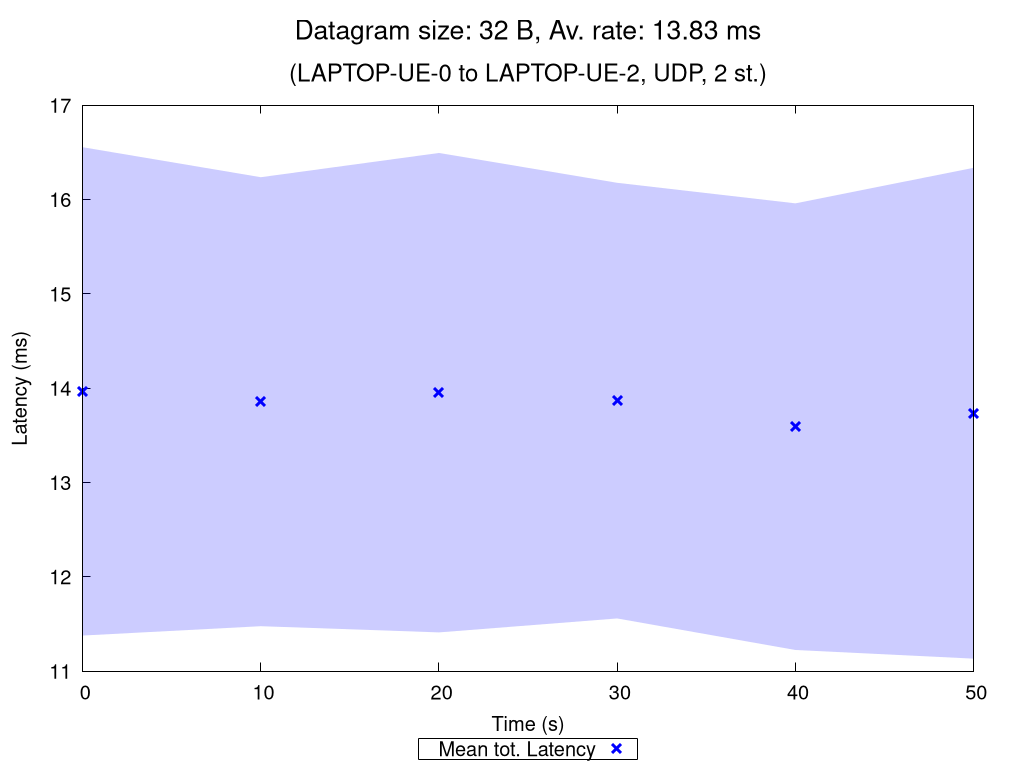 Datagram size: 32 B, Av. rate: 13.83 ms
(LAPTOP-UE-0 to LAPTOP-UE-2, UDP, 2 st.)
17
16
15
14
13
12
11
Latency (ms)
0 10 20 30 40 50
Time (s)
Mean tot. Latency